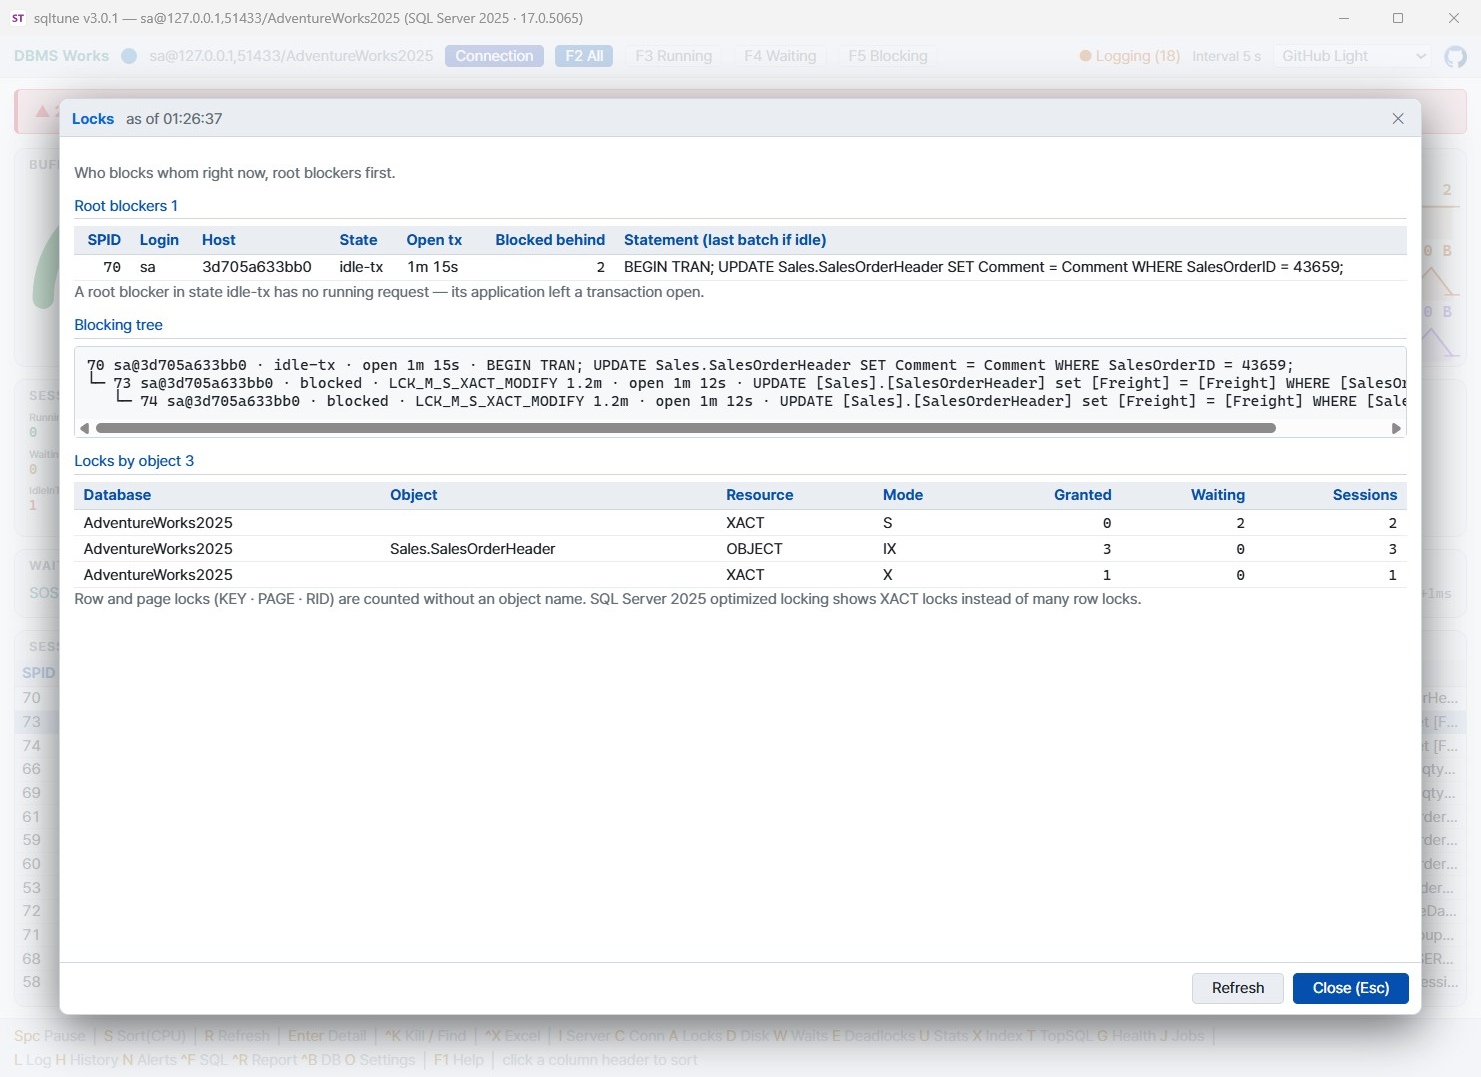 ST sqltune v3.0.1 — sa@127.0.0.1,51433/AdventureWorks2025 (SQL Server 2025 · 17.0.5065)
DBMS Works sa@127.0.0.1,51433/AdventureWorks2025 Connection F2 All F3 Running F4 Waiting F5 Blocking Logging (18) Interval 5 s GitHub Light
Locks as of 01:26:37
Who blocks whom right now, root blockers first.
Root blockers 1
SPID Login Host State Open tx Blocked behind Statement (last batch if idle)
70 sa 3d705a633bb0 idle-tx 1m 15s 2 BEGIN TRAN; UPDATE Sales.SalesOrderHeader SET Comment = Comment WHERE SalesOrderID = 43659;
A root blocker in state idle-tx has no running request — its application left a transaction open.
Blocking tree
70 sa@3d705a633bb0 · idle-tx · open 1m 15s · BEGIN TRAN; UPDATE Sales.SalesOrderHeader SET Comment = Comment WHERE SalesOrderID = 43659;
└─ 73 sa@3d705a633bb0 · blocked · LCK_M_S_XACT_MODIFY 1.2m · open 1m 12s · UPDATE [Sales].[SalesOrderHeader] set [Freight] = [Freight] WHERE [SalesOr
└─ 74 sa@3d705a633bb0 · blocked · LCK_M_S_XACT_MODIFY 1.2m · open 1m 12s · UPDATE [Sales].[SalesOrderHeader] set [Freight] = [Freight] WHERE [Sale
Locks by object 3
Database Object Resource Mode Granted Waiting Sessions
AdventureWorks2025 XACT S 0 2 2
AdventureWorks2025 Sales.SalesOrderHeader OBJECT IX 3 0 3
AdventureWorks2025 XACT X 1 0 1
Row and page locks (KEY · PAGE · RID) are counted without an object name. SQL Server 2025 optimized locking shows XACT locks instead of many row locks.
Refresh Close (Esc)
2
0 B
0 B
0
0
1
+1ms
SPID
70
73
74
66
69
61
59
60
53
72
71
68
58
Spc Pause | S Sort(CPU) | R Refresh | Enter Detail | ^K Kill / Find | ^X Excel | I Server C Conn A Locks D Disk W Waits E Deadlocks U Stats X Index T TopSQL G Health J Jobs |
L Log H History N Alerts ^F SQL ^R Report ^B DB O Settings | F1 Help | click a column header to sort